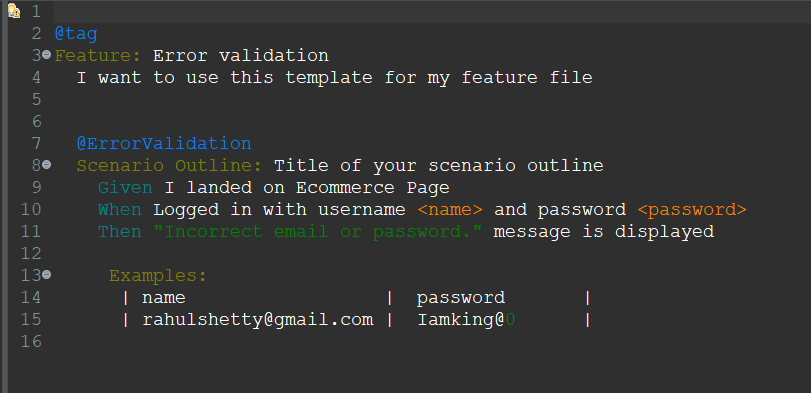 1
2 @tag
3 Feature: Error validation
4 I want to use this template for my feature file
5
6
7 @ErrorValidation
8 Scenario Outline: Title of your scenario outline
9 Given I landed on Ecommerce Page
10 When Logged in with username <name> and password <password>
11 Then "Incorrect email or password." message is displayed
12
13 Examples:
14 | name | password |
15 | rahulshetty@gmail.com | Iamking@0 |
16